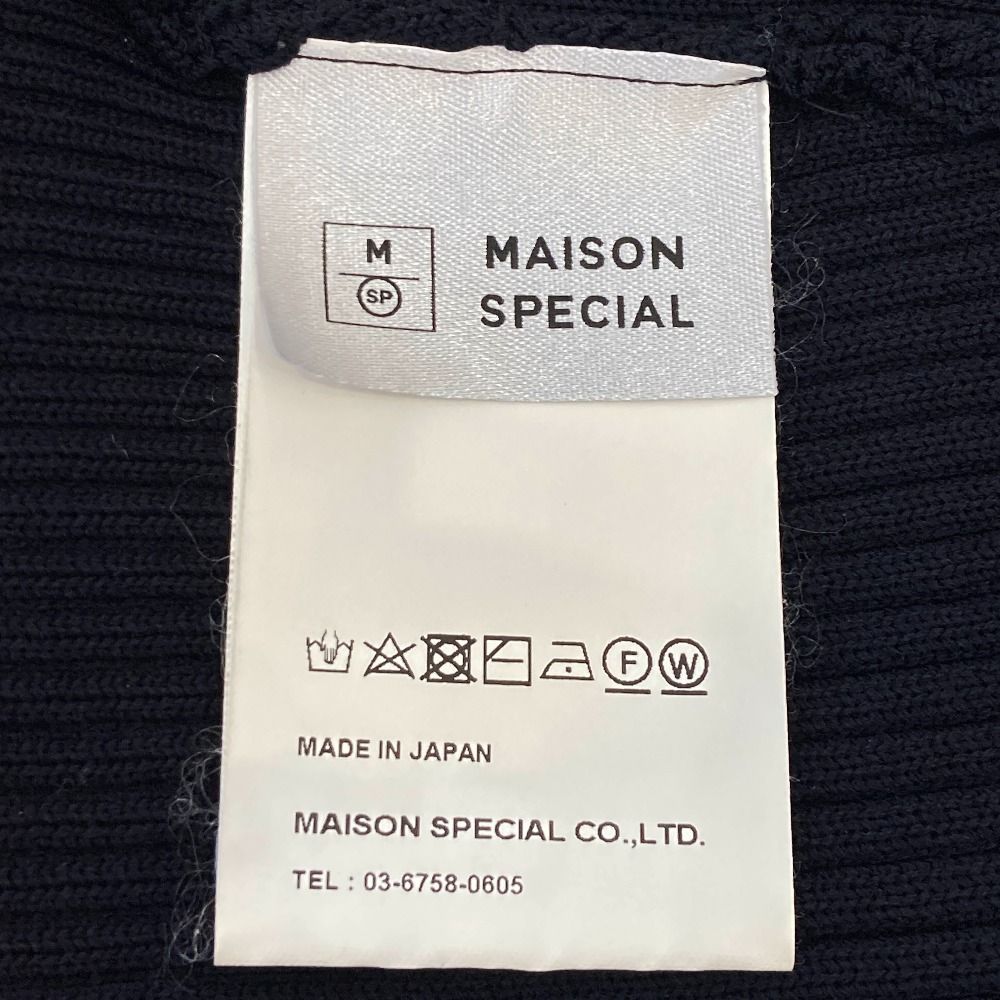 M
SP
MAISON
SPECIAL
F W
MADE IN JAPAN
MAISON SPECIAL CO.,LTD.
TEL : 03-6758-0605